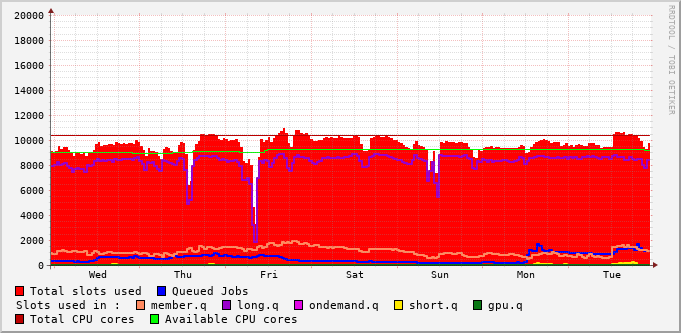 20000
18000
16000
14000
12000
10000
8000
6000
4000
2000
0
Wed Thu Fri Sat Sun Mon Tue
RRDTOOL / TOBI OETIKER
Total slots used Queued Jobs
Slots used in : member.q long.q ondemand.q short.q gpu.q
Total CPU cores Available CPU cores